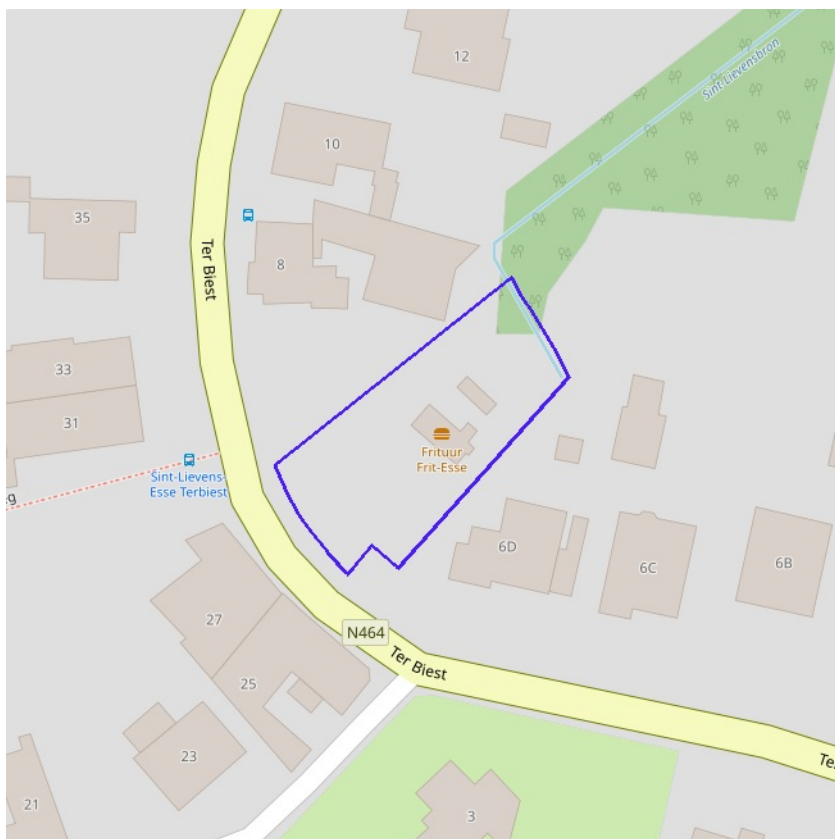 12
Sint-Lievensbron
10
35
8
Ter Biest
33
31
Sint-Lievens-
Esse Terbiest
Frituur
Frit-Esse
6D
6C
6B
27
N464
Ter Biest
25
23
21
3